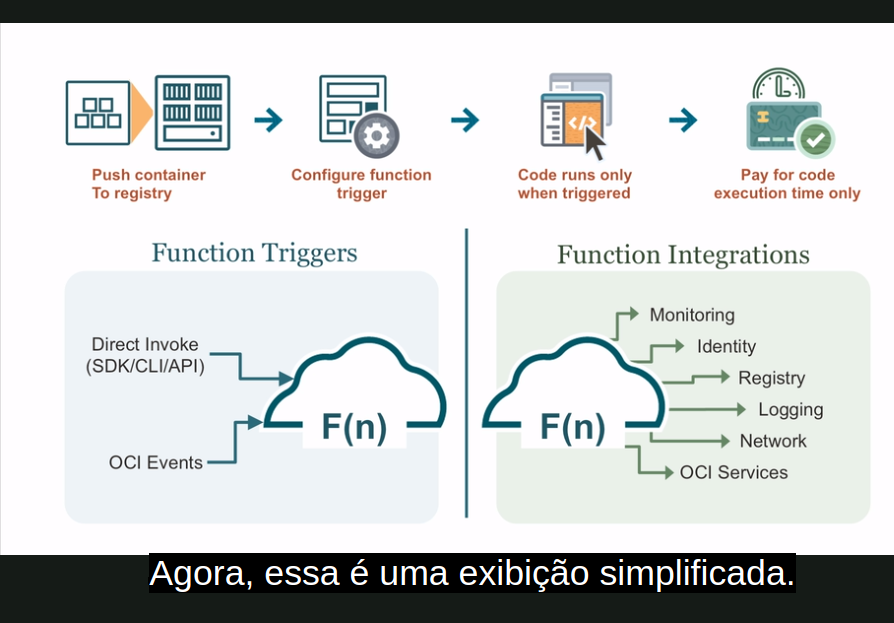 Push container
To registry
Configure function
trigger
Code runs only
when triggered
Pay for code
execution time only
Function Triggers
Direct Invoke
(SDK/CLI/API)
OCI Events
F(n)
Function Integrations
F(n)
Monitoring
Identity
Registry
Logging
Network
OCI Services
Agora, essa é uma exibição simplificada.